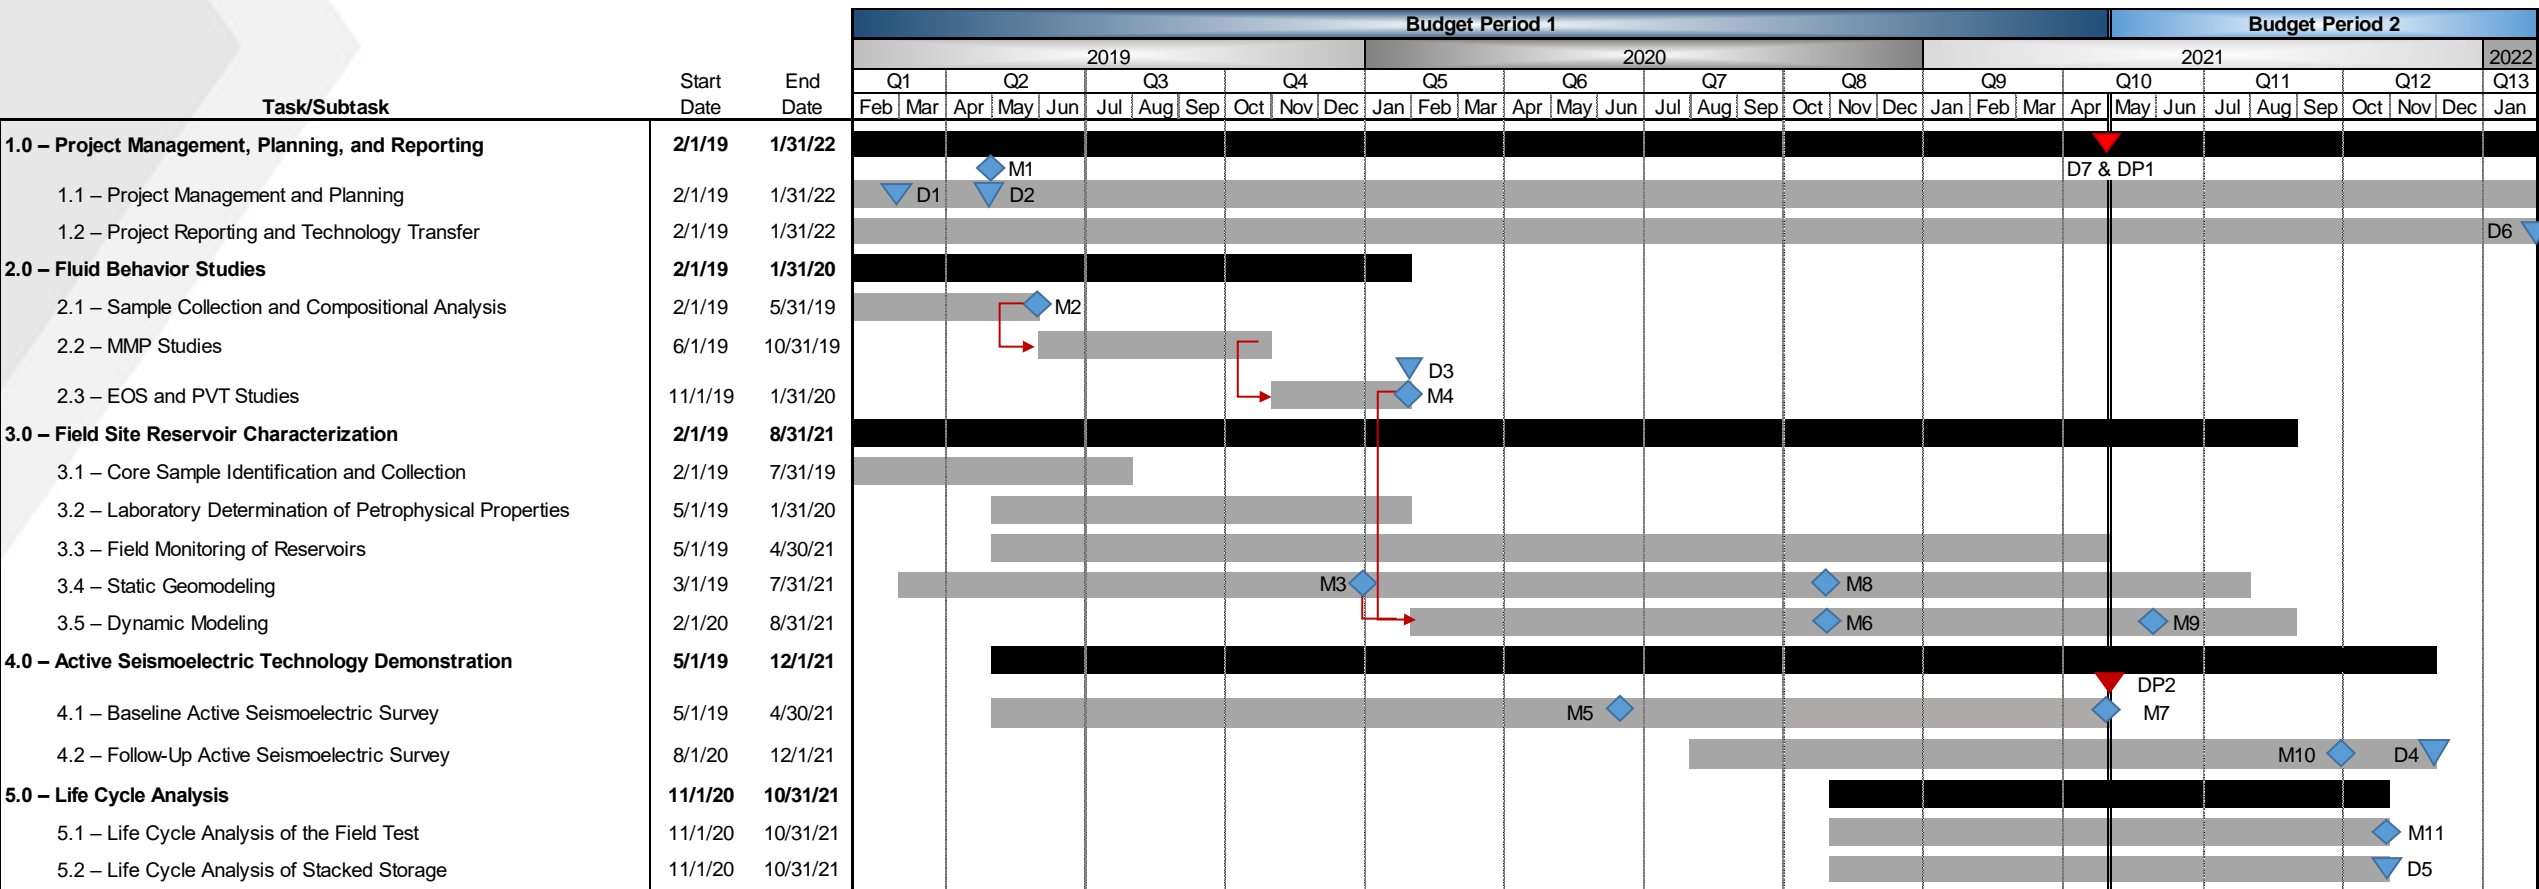 Budget Period 1 Budget Period 2
2019 2020 2021 2022
Start End Q1 Q2 Q3 Q4 Q5 Q6 Q7 Q8 Q9 Q10 Q11 Q12 Q13
Task/Subtask Date Date Feb Mar Apr May Jun Jul Aug Sep Oct Nov Dec Jan Feb Mar Apr May Jun Jul Aug Sep Oct Nov Dec Jan Feb Mar Apr May Jun Jul Aug Sep Oct Nov Dec Jan
1.0 – Project Management, Planning, and Reporting 2/1/19 1/31/22
M1 D7 & DP1
1.1 – Project Management and Planning 2/1/19 1/31/22 D1 D2
1.2 – Project Reporting and Technology Transfer 2/1/19 1/31/22 D6
2.0 – Fluid Behavior Studies 2/1/19 1/31/20
2.1 – Sample Collection and Compositional Analysis 2/1/19 5/31/19 M2
2.2 – MMP Studies 6/1/19 10/31/19
D3
2.3 – EOS and PVT Studies 11/1/19 1/31/20 M4
3.0 – Field Site Reservoir Characterization 2/1/19 8/31/21
3.1 – Core Sample Identification and Collection 2/1/19 7/31/19
3.2 – Laboratory Determination of Petrophysical Properties 5/1/19 1/31/20
3.3 – Field Monitoring of Reservoirs 5/1/19 4/30/21
3.4 – Static Geomodeling 3/1/19 7/31/21 M3 M8
3.5 – Dynamic Modeling 2/1/20 8/31/21 M6 M9
4.0 – Active Seismoelectric Technology Demonstration 5/1/19 12/1/21
DP2
4.1 – Baseline Active Seismoelectric Survey 5/1/19 4/30/21 M5 M7
4.2 – Follow-Up Active Seismoelectric Survey 8/1/20 12/1/21 M10 D4
5.0 – Life Cycle Analysis 11/1/20 10/31/21
5.1 – Life Cycle Analysis of the Field Test 11/1/20 10/31/21 M11
5.2 – Life Cycle Analysis of Stacked Storage 11/1/20 10/31/21 D5